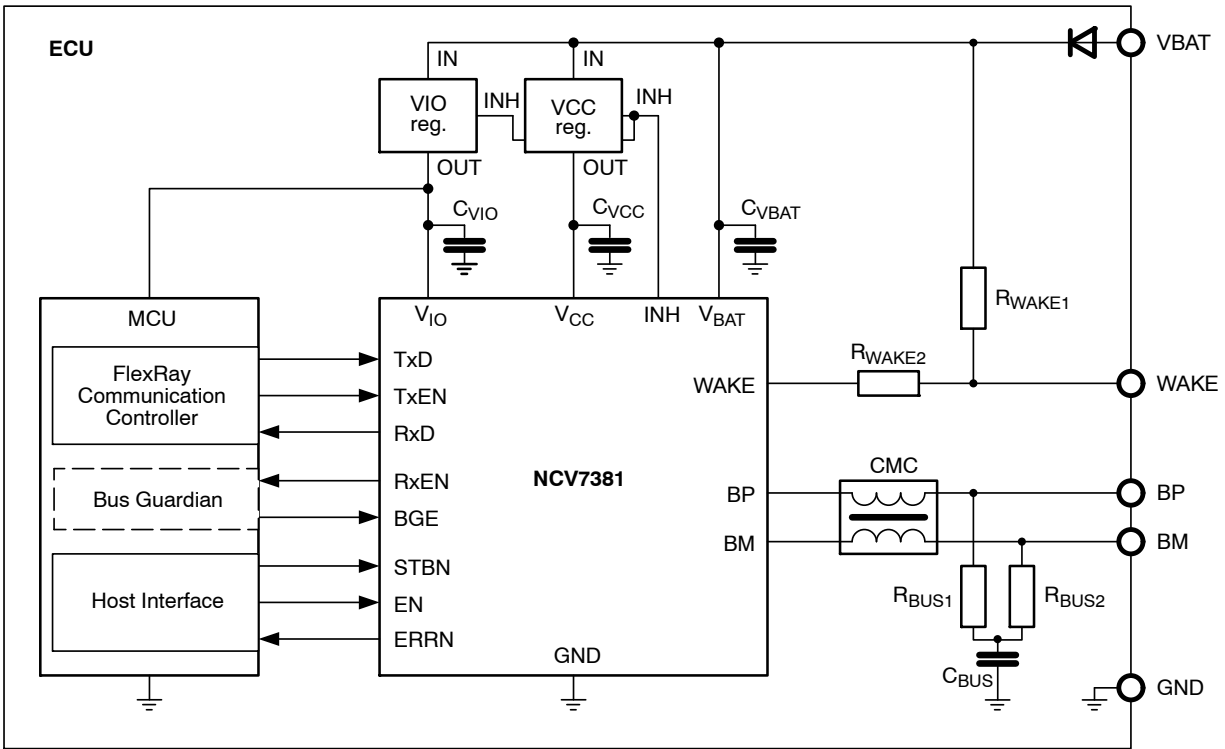 ECU
VBAT
IN
IN
VIO
reg.
INH
VCC
reg.
INH
OUT
OUT
CVIO
CVCC
CVBAT
RWAKE1
MCU
VIO
VCC
INH
VBAT
FlexRay
Communication
Controller
TxD
TxEN
RxD
RWAKE2
WAKE
WAKE
Bus Guardian
RxEN
BGE
NCV7381
CMC
BP
BP
BM
BM
Host Interface
STBN
EN
ERRN
RBUS1
RBUS2
GND
CBUS
GND